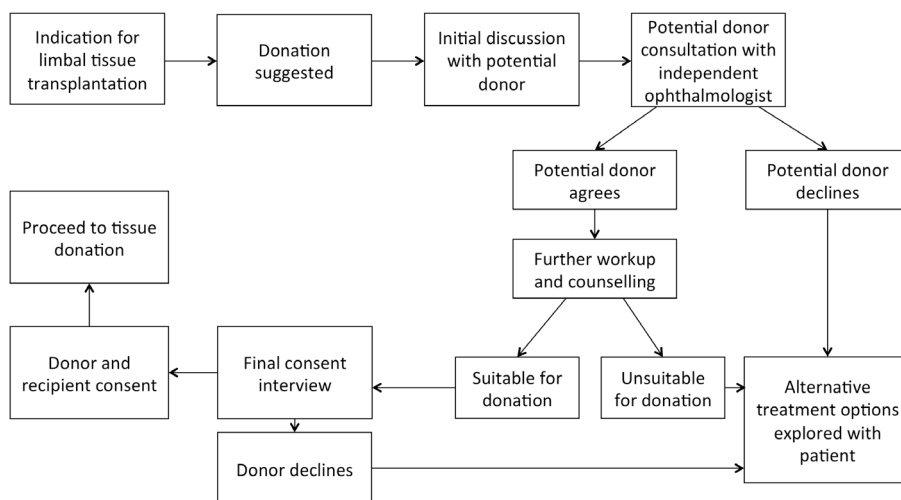 Indication for
limbal tissue
transplantation
Donation
suggested
Initial discussion
with potential
donor
Potential donor
consultation with
independent
ophthalmologist
Potential donor
agrees
Potential donor
declines
Proceed to tissue
donation
Further workup
and counselling
Donor and
recipient consent
Final consent
interview
Suitable for
donation
Unsuitable
for donation
Alternative
treatment options
explored with
patient
Donor declines